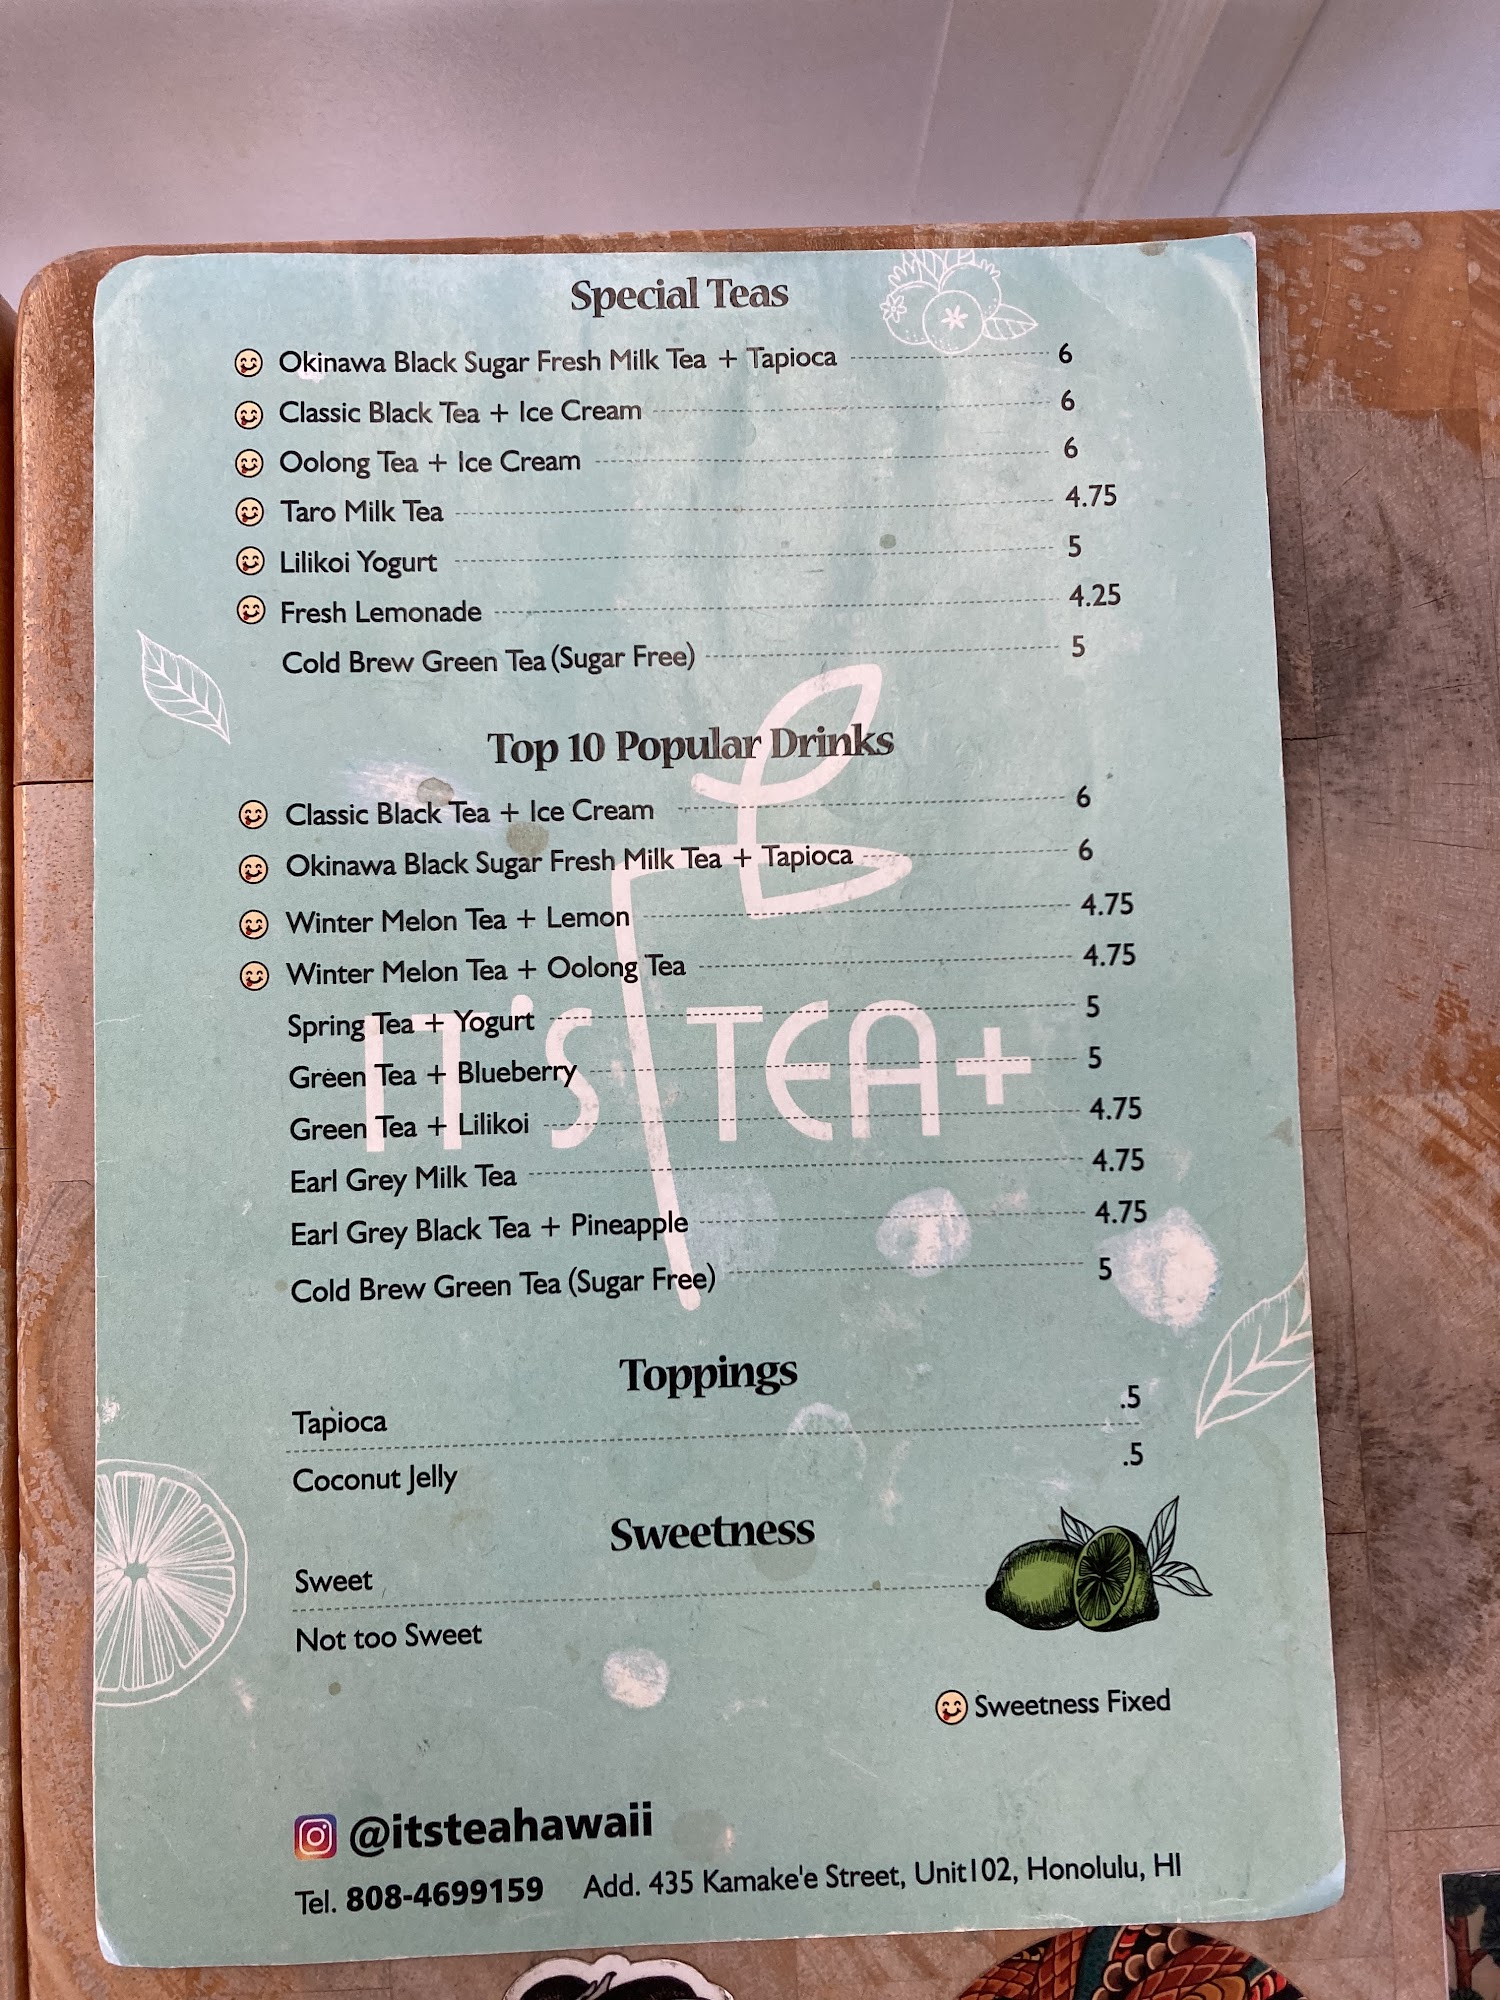 Special Teas
Okinawa Black Sugar Fresh Milk Tea + Tapioca 6
Classic Black Tea + Ice Cream 6
Oolong Tea + Ice Cream 6
Taro Milk Tea 4.75
Lilikoi Yogurt 5
Fresh Lemonade 4.25
Cold Brew Green Tea (Sugar Free) 5
Top 10 Popular Drinks
Classic Black Tea + Ice Cream 6
Okinawa Black Sugar Fresh Milk Tea + Tapioca 6
Winter Melon Tea + Lemon 4.75
Winter Melon Tea + Oolong Tea 4.75
Spring Tea + Yogurt 5
Green Tea + Blueberry 5
Green Tea + Lilikoi 4.75
Earl Grey Milk Tea 4.75
Earl Grey Black Tea + Pineapple 4.75
Cold Brew Green Tea (Sugar Free) 5
IT'S TEA+
Toppings
Tapioca .5
Coconut Jelly .5
Sweetness
Sweet
Not too Sweet
Sweetness Fixed
@itsteahawaii
Tel. 808-4699159 Add. 435 Kamake'e Street, Unit102, Honolulu, HI